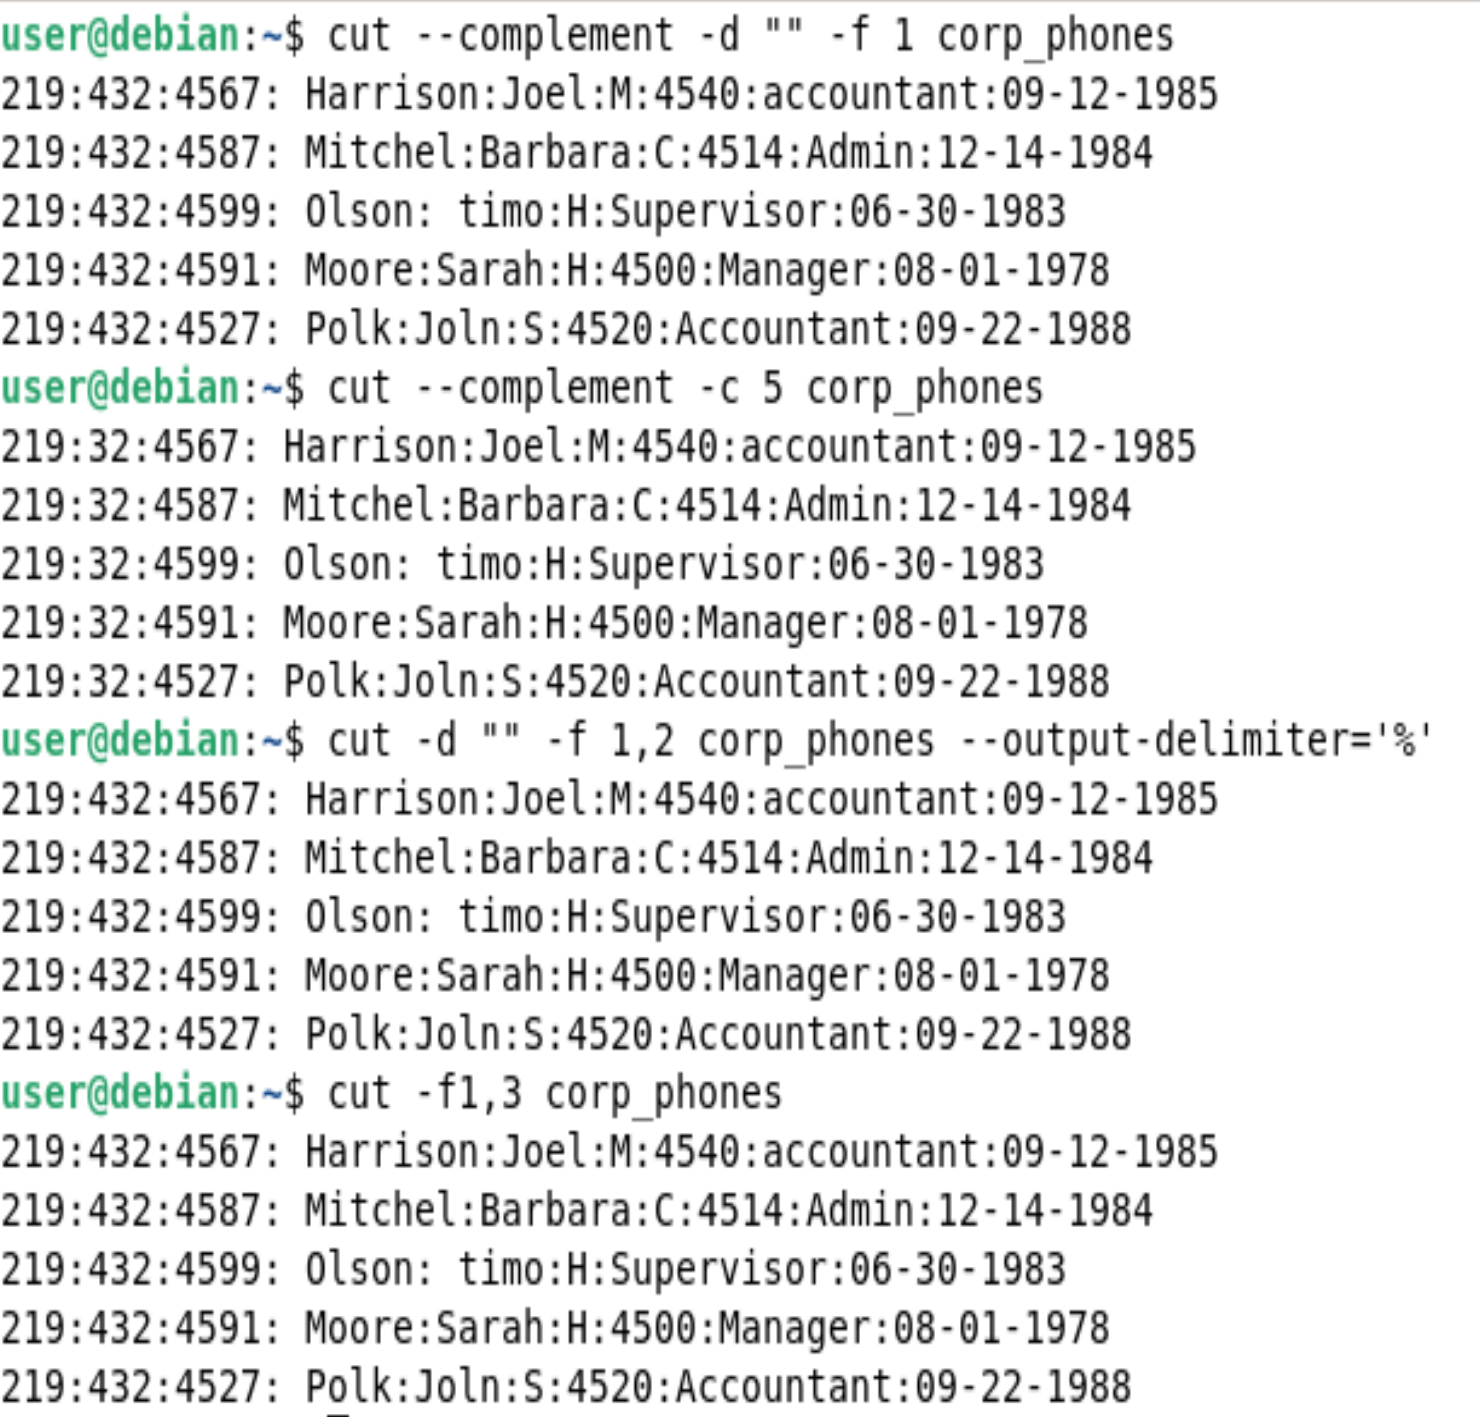 user@debian:~$ cut --complement -d "" -f 1 corp_phones
219:432:4567: Harrison:Joel:M:4540:accountant:09-12-1985
219:432:4587: Mitchel:Barbara:C:4514:Admin:12-14-1984
219:432:4599: Olson: timo:H:Supervisor:06-30-1983
219:432:4591: Moore:Sarah:H:4500:Manager:08-01-1978
219:432:4527: Polk:Joln:S:4520:Accountant:09-22-1988
user@debian:~$ cut --complement -c 5 corp_phones
219:32:4567: Harrison:Joel:M:4540:accountant:09-12-1985
219:32:4587: Mitchel:Barbara:C:4514:Admin:12-14-1984
219:32:4599: Olson: timo:H:Supervisor:06-30-1983
219:32:4591: Moore:Sarah:H:4500:Manager:08-01-1978
219:32:4527: Polk:Joln:S:4520:Accountant:09-22-1988
user@debian:~$ cut -d "" -f 1,2 corp_phones --output-delimiter='%'
219:432:4567: Harrison:Joel:M:4540:accountant:09-12-1985
219:432:4587: Mitchel:Barbara:C:4514:Admin:12-14-1984
219:432:4599: Olson: timo:H:Supervisor:06-30-1983
219:432:4591: Moore:Sarah:H:4500:Manager:08-01-1978
219:432:4527: Polk:Joln:S:4520:Accountant:09-22-1988
user@debian:~$ cut -f1,3 corp_phones
219:432:4567: Harrison:Joel:M:4540:accountant:09-12-1985
219:432:4587: Mitchel:Barbara:C:4514:Admin:12-14-1984
219:432:4599: Olson: timo:H:Supervisor:06-30-1983
219:432:4591: Moore:Sarah:H:4500:Manager:08-01-1978
219:432:4527: Polk:Joln:S:4520:Accountant:09-22-1988